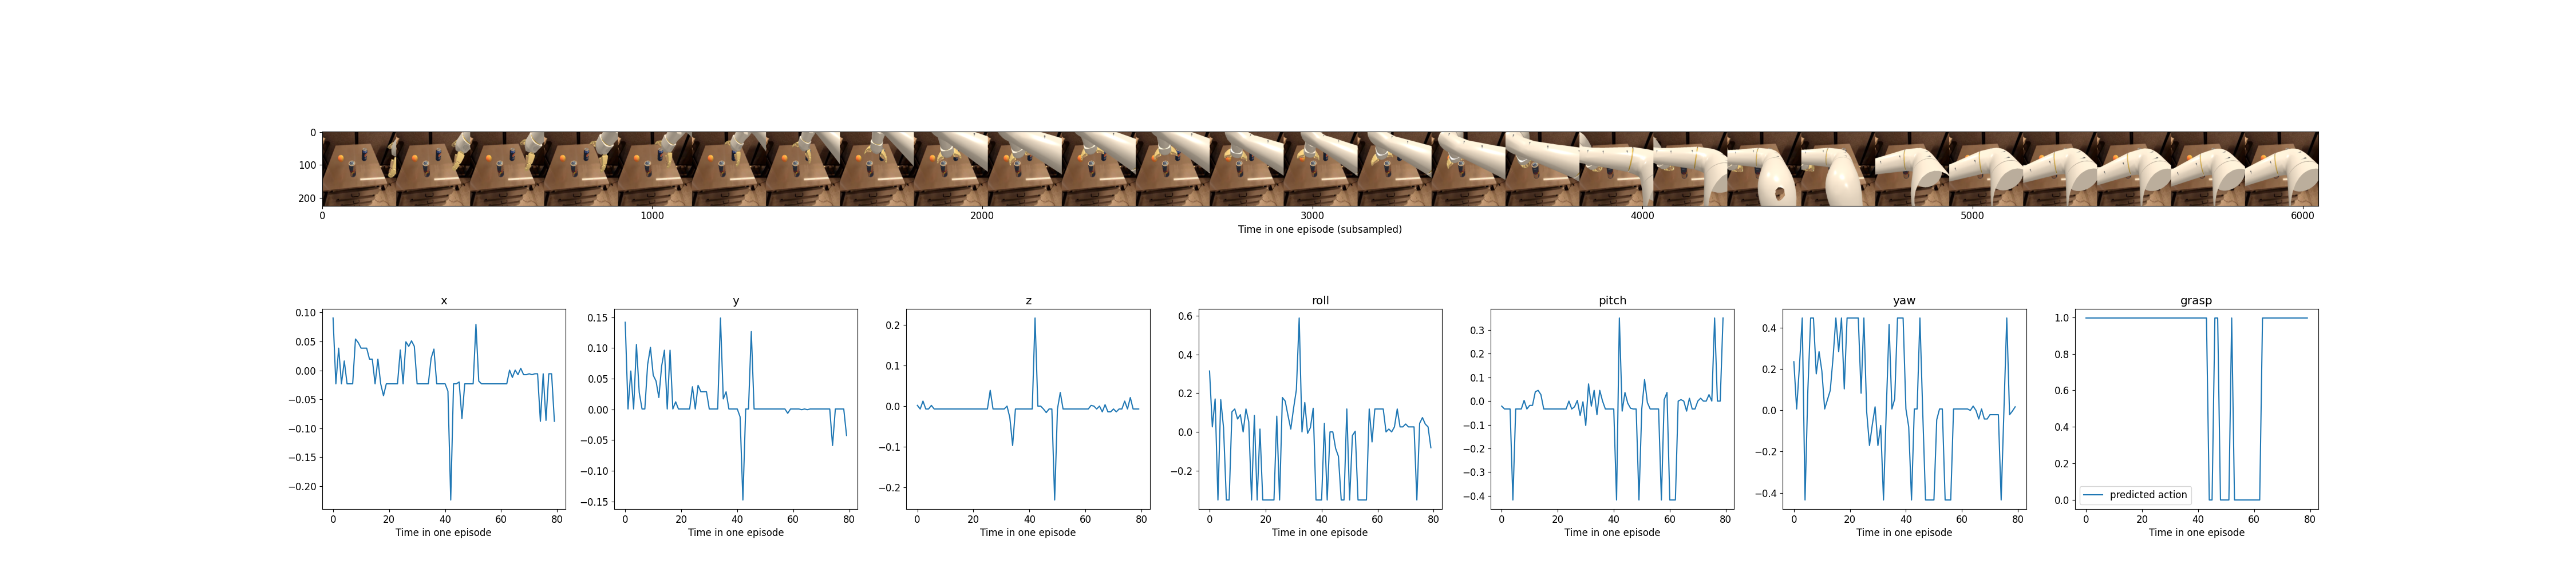 0
100
200
0 1000 2000 3000 4000 5000 6000
Time in one episode (subsampled)
x y z roll pitch yaw grasp
0.10
0.05
0.00
−0.05
−0.10
−0.15
−0.20
0 20 40 60 80
Time in one episode
0.15
0.10
0.05
0.00
−0.05
−0.10
−0.15
0 20 40 60 80
Time in one episode
0.2
0.1
0.0
−0.1
−0.2
0 20 40 60 80
Time in one episode
0.6
0.4
0.2
0.0
−0.2
0 20 40 60 80
Time in one episode
0.3
0.2
0.1
0.0
−0.1
−0.2
−0.3
−0.4
0 20 40 60 80
Time in one episode
0.4
0.2
0.0
−0.2
−0.4
0 20 40 60 80
Time in one episode
1.0
0.8
0.6
0.4
0.2
0.0
predicted action
0 20 40 60 80
Time in one episode